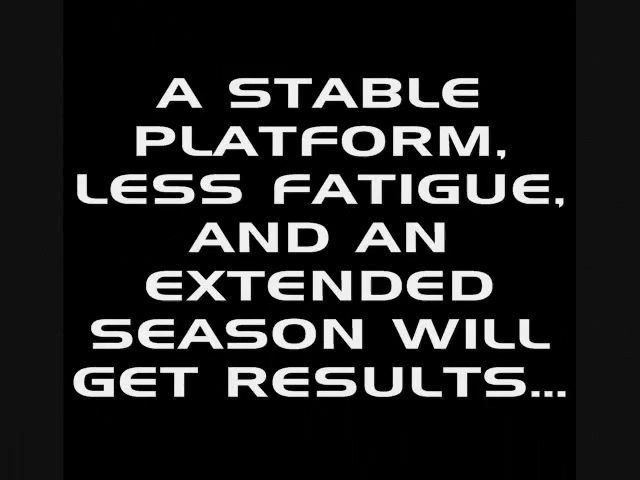 A STABLE
PLATFORM,
LESS FATIGUE,
AND AN
EXTENDED
SEASON WILL
GET RESULTS...